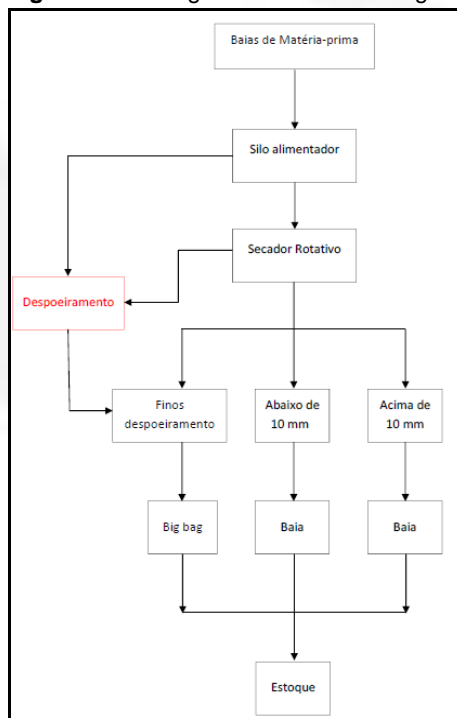 Baias de Matéria-prima
Silo alimentador
Secador Rotativo
Despoeiramento
Finos
despoeiramento
Abaixo de
10 mm
Acima de
10 mm
Big bag
Baia
Baia
Estoque